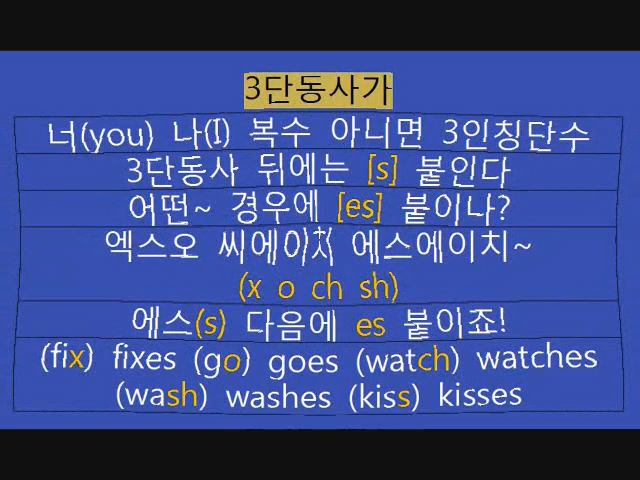 3단동사가
너(you) 나(I) 복수 아니면 3인칭단수
3단동사 뒤에는 [s] 붙인다
어떤~ 경우에 [es] 붙이나?
엑스오 씨에이치 에스에이치~
(x o ch sh)
에스(s) 다음에 es 붙이죠!
(fix) fixes (go) goes (watch) watches
(wash) washes (kiss) kisses